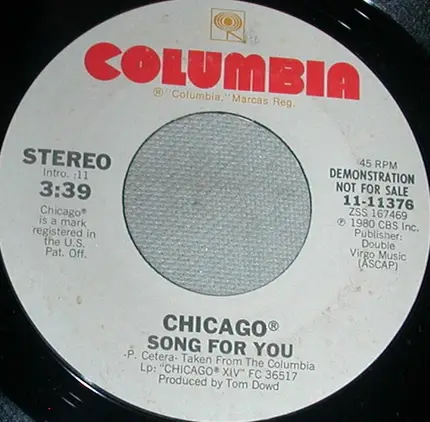 COLUMBIA
® "Columbia," Marcas Reg.
STEREO
Intro. :11
3:39
Chicago®
is a mark
registered in
the U.S.
Pat. Off.
45 RPM
DEMONSTRATION
NOT FOR SALE
11-11376
ZSS 167469
℗ 1980 CBS Inc.
Publisher:
Double
Virgo Music
(ASCAP)
CHICAGO®
SONG FOR YOU
-P. Cetera- Taken From The Columbia
Lp: "CHICAGO® XIV" FC 36517
Produced by Tom Dowd